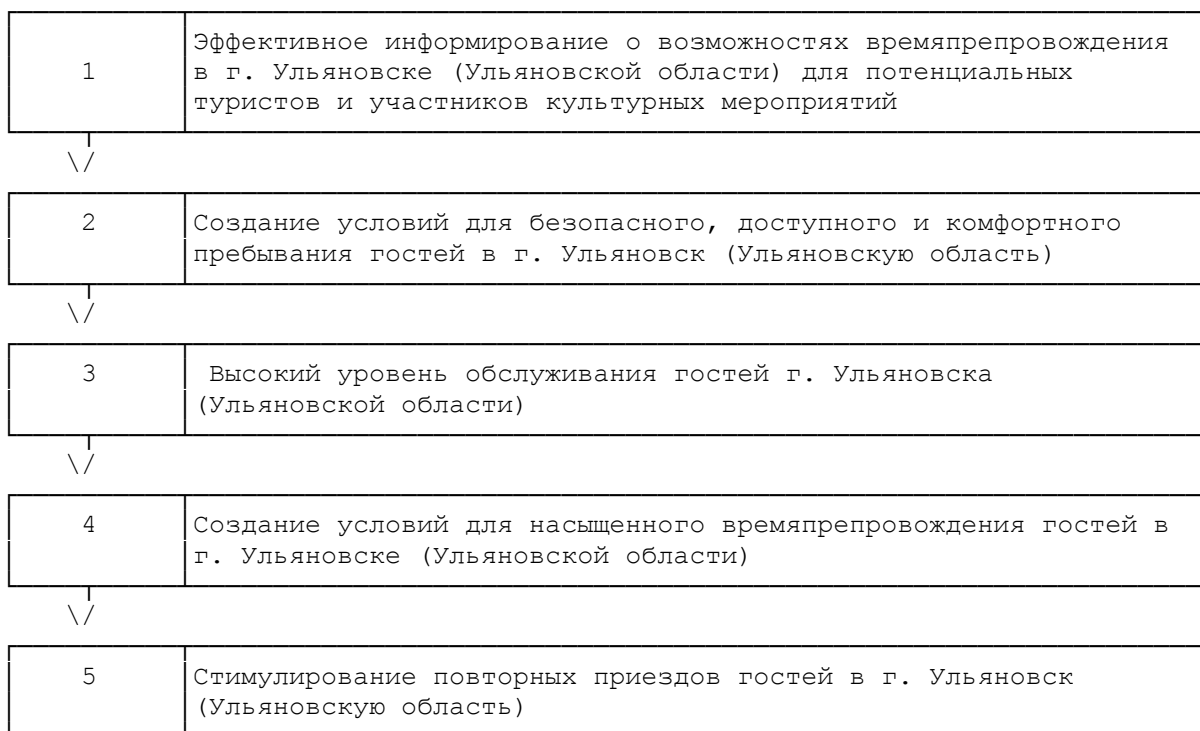 Эффективное информирование о возможностях времяпрепровождения
1 в г. Ульяновске (Ульяновской области) для потенциальных
туристов и участников культурных мероприятий
\/
2 Создание условий для безопасного, доступного и комфортного
пребывания гостей в г. Ульяновск (Ульяновскую область)
\/
3 Высокий уровень обслуживания гостей г. Ульяновска
(Ульяновской области)
\/
4 Создание условий для насыщенного времяпрепровождения гостей в
г. Ульяновске (Ульяновской области)
\/
5 Стимулирование повторных приездов гостей в г. Ульяновск
(Ульяновскую область)